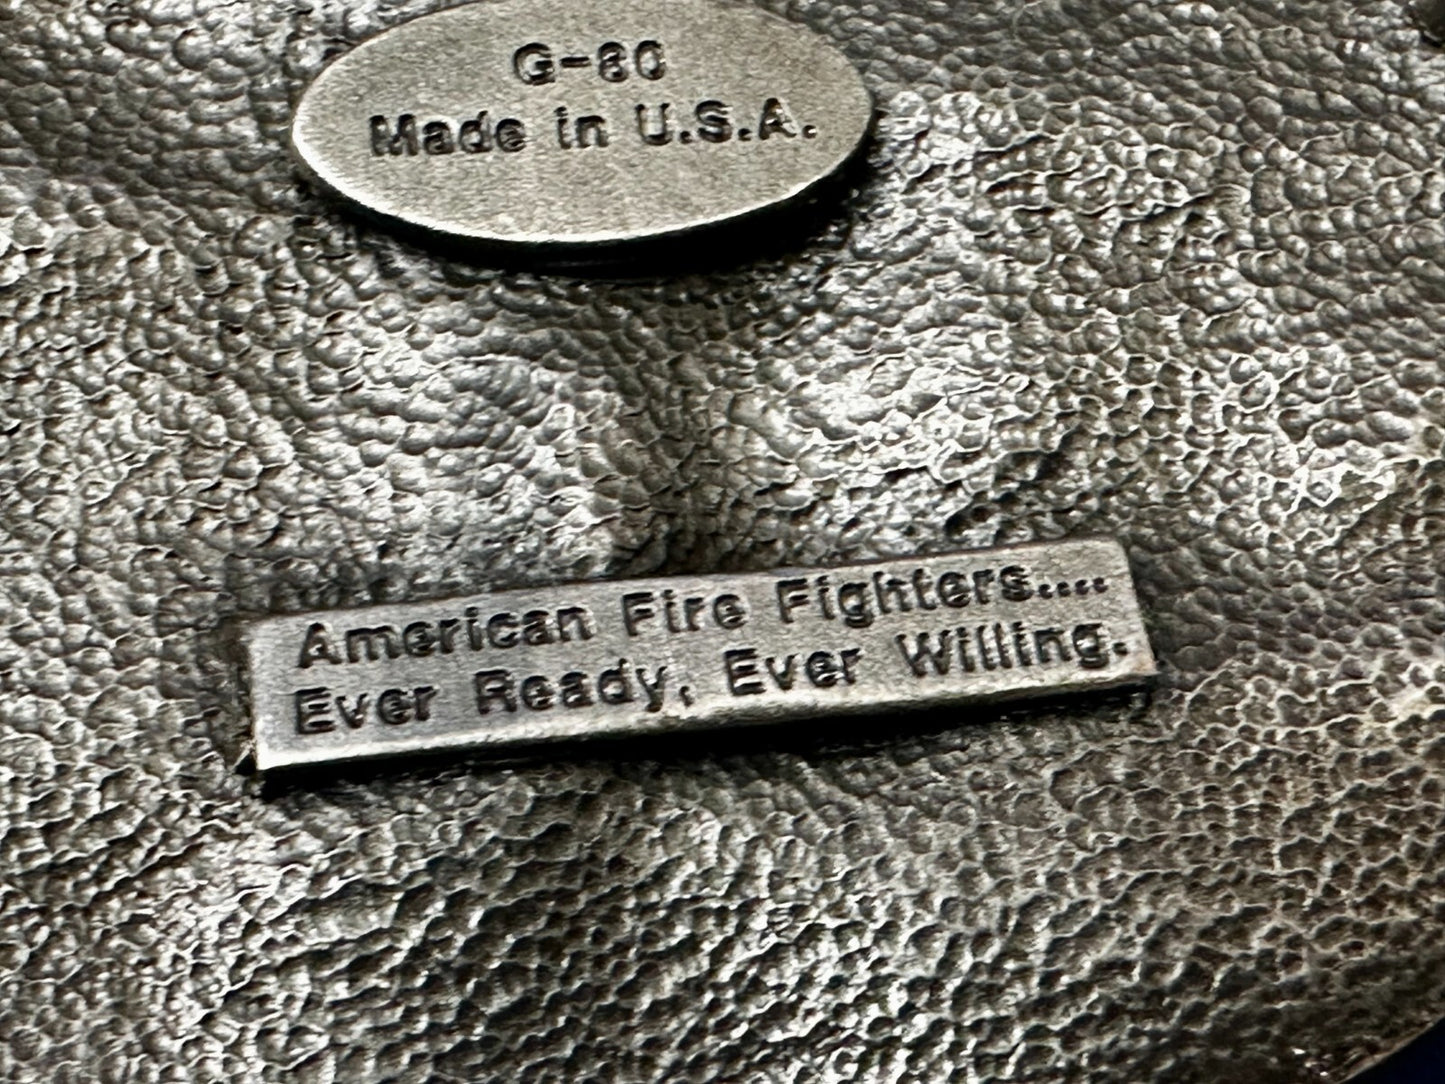 G-80
Made in U.S.A.
American Fire Fighters....
Ever Ready, Ever Willing.